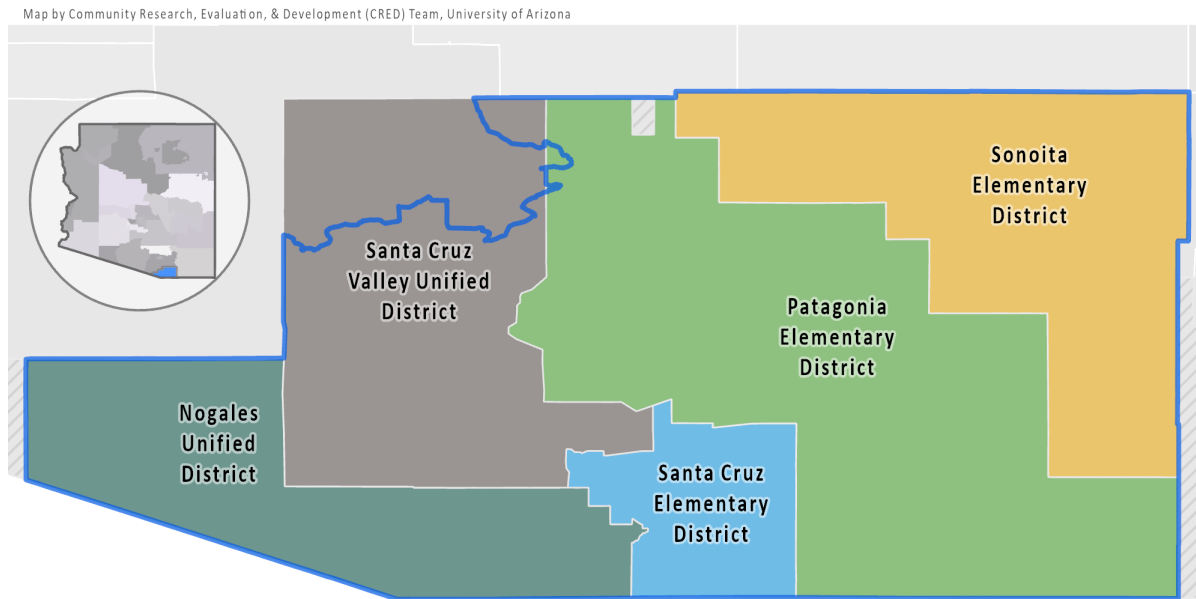 Map by Community Research, Evaluation, & Development (CRED) Team, University of Arizona
Sonoita
Elementary
District
Santa Cruz
Valley Unified
District
Patagonia
Elementary
District
Nogales
Unified
District
Santa Cruz
Elementary
District